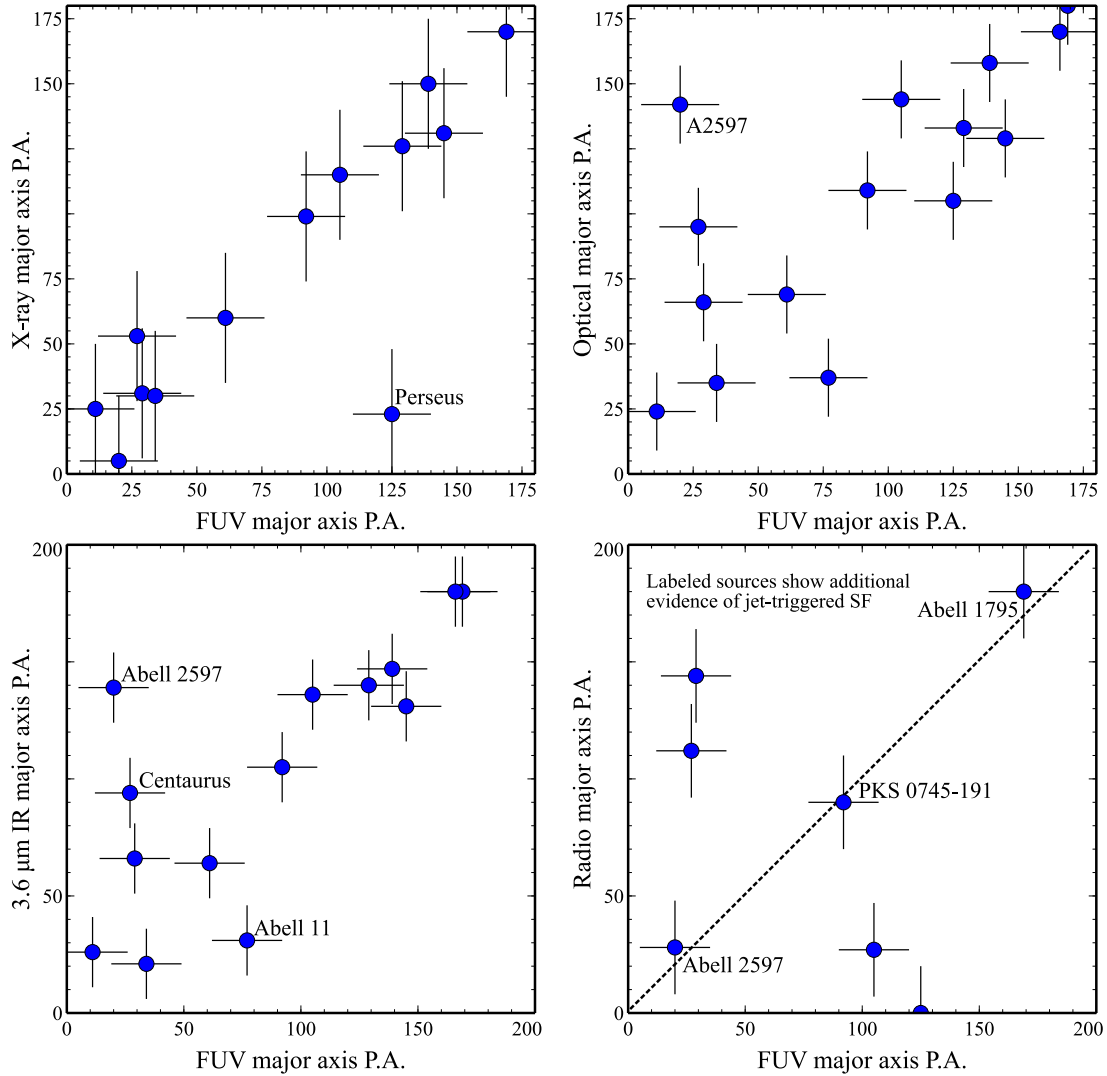 175
150
75
50
25
0
X-ray major axis P.A.
Perseus
0 25 50 75 100 125 150 175
FUV major axis P.A.
175
150
75
50
25
0
Optical major axis P.A.
A2597
0 25 50 75 100 125 150 175
FUV major axis P.A.
200
50
0
3.6 μm IR major axis P.A.
Abell 2597
Centaurus
Abell 11
0 50 100 150 200
FUV major axis P.A.
200
50
0
Radio major axis P.A.
Labeled sources show additional
evidence of jet-triggered SF
Abell 1795
PKS 0745-191
Abell 2597
0 50 100 150 200
FUV major axis P.A.